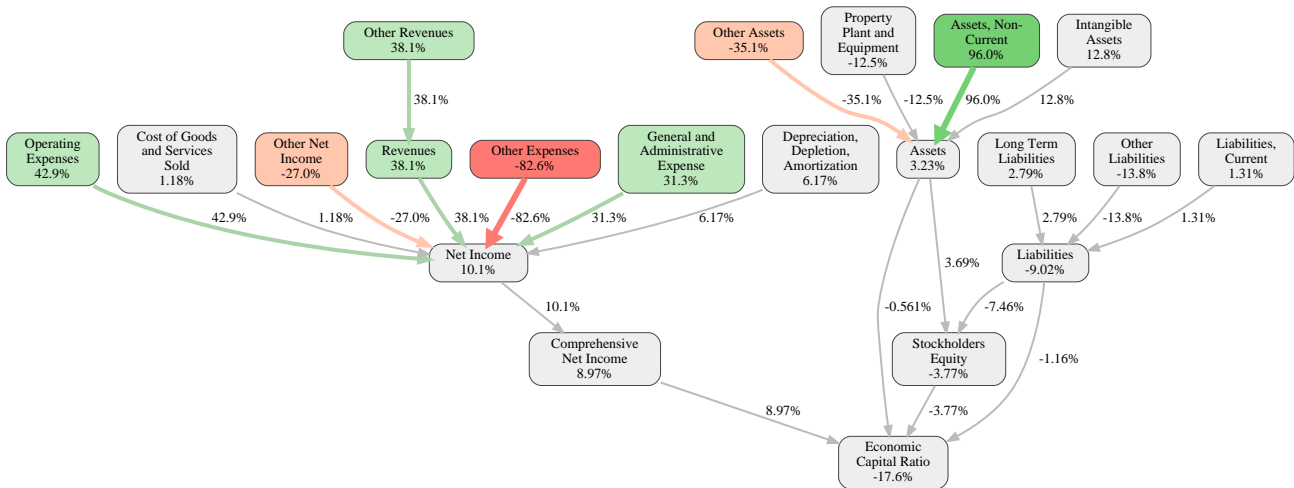 Other Revenues
38.1%
Other Assets
-35.1%
Property
Plant and
Equipment
-12.5%
Assets, Non-
Current
96.0%
Intangible
Assets
12.8%
38.1%
-35.1%
-12.5%
96.0%
12.8%
Operating
Expenses
42.9%
Cost of Goods
and Services
Sold
1.18%
Other Net
Income
-27.0%
Revenues
38.1%
Other Expenses
-82.6%
General and
Administrative
Expense
31.3%
Depreciation,
Depletion,
Amortization
6.17%
Assets
3.23%
Long Term
Liabilities
2.79%
Other
Liabilities
-13.8%
Liabilities,
Current
1.31%
42.9%
1.18%
-27.0%
38.1%
-82.6%
31.3%
6.17%
2.79%
-13.8%
1.31%
Net Income
10.1%
Liabilities
-9.02%
3.69%
10.1%
-0.561%
-7.46%
Comprehensive
Net Income
8.97%
Stockholders
Equity
-3.77%
-1.16%
8.97%
-3.77%
Economic
Capital Ratio
-17.6%